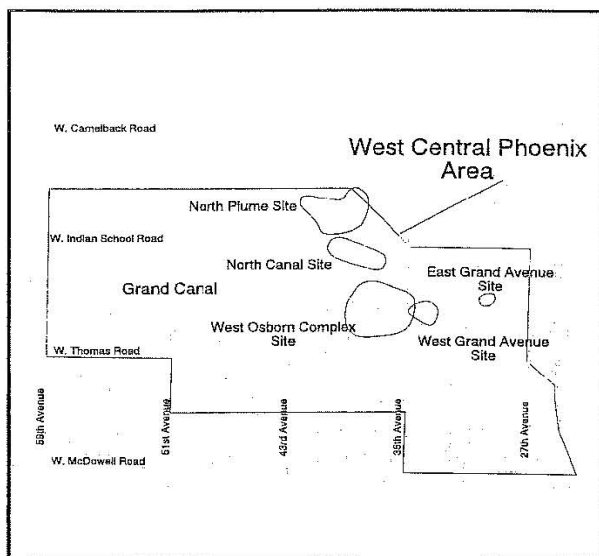 W. Camelback Road
West Central Phoenix
Area
North Plume Site
W. Indian School Road
North Canal Site
East Grand Avenue
Site
Grand Canal
West Osborn Complex
Site
West Grand Avenue
Site
W. Thomas Road
59th Avenue
51st Avenue
43rd Avenue
35th Avenue
27th Avenue
W. McDowell Road